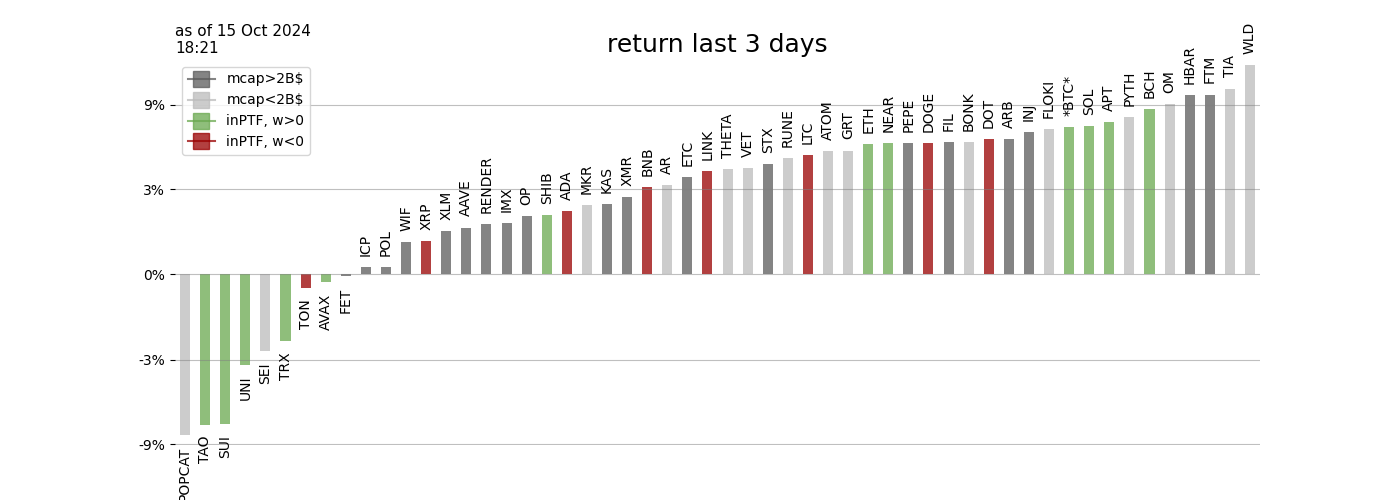 as of 15 Oct 2024
18:21
return last 3 days
mcap>2B$
mcap<2B$
inPTF, w>0
inPTF, w<0
9%
3%
0%
-3%
-9%
POPCAT
TAO
SUI
UNI
SEI
TRX
TON
AVAX
FET
ICP
POL
WIF
XRP
XLM
AAVE
RENDER
IMX
OP
SHIB
ADA
MKR
KAS
XMR
BNB
AR
ETC
LINK
THETA
VET
STX
RUNE
LTC
ATOM
GRT
ETH
NEAR
PEPE
DOGE
FIL
BONK
DOT
ARB
INJ
FLOKI
*BTC*
SOL
APT
PYTH
BCH
OM
HBAR
FTM
TIA
WLD